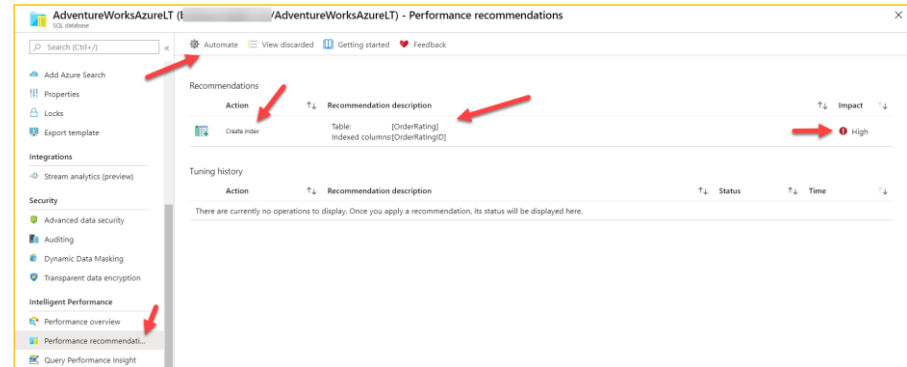 AdventureWorksAzureLT (b /AdventureWorksAzureLT) - Performance recommendations
SQL database
Search (Ctrl+/)
Automate View discarded Getting started Feedback
Add Azure Search
Properties
Locks
Export template
Integrations
Stream analytics (preview)
Security
Advanced data security
Auditing
Dynamic Data Masking
Transparent data encryption
Intelligent Performance
Performance overview
Performance recommendati...
Query Performance Insight
Recommendations
Action Recommendation description Impact
Create index Table: [OrderRating] High
Indexed columns:[OrderRatingID]
Tuning history
Action Recommendation description Status Time
There are currently no operations to display. Once you apply a recommendation, its status will be displayed here.